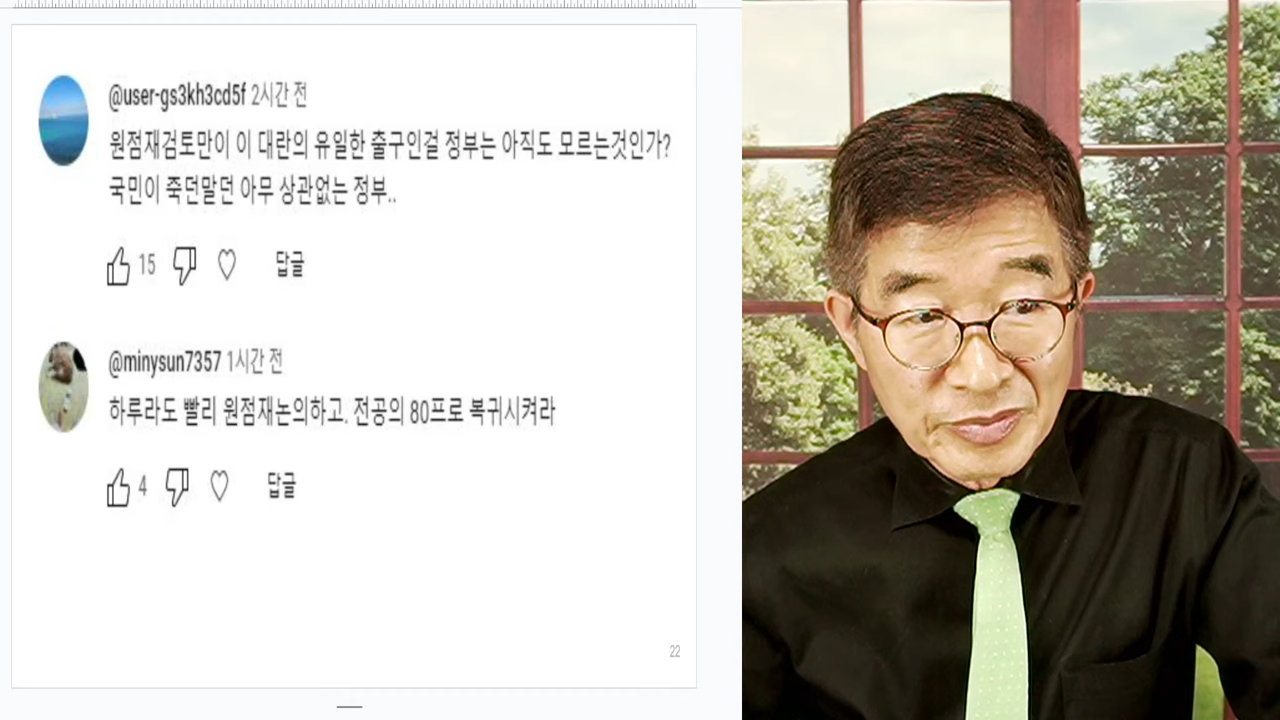 @user-gs3kh3cd5f 2시간 전
원점재검토만이 이 대란의 유일한 출구인걸 정부는 아직도 모르는것인가?
국민이 죽던말던 아무 상관없는 정부..
15 답글
@minysun7357 1시간 전
하루라도 빨리 원점재논의하고, 전공의 80프로 복귀시켜라
4 답글
22